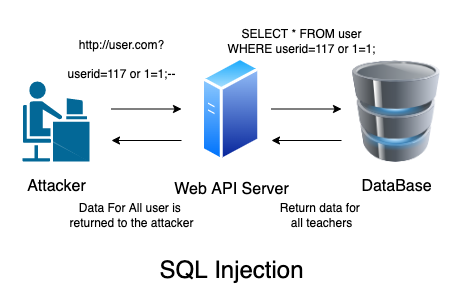 http://user.com?
userid=117 or 1=1;--
SELECT * FROM user
WHERE userid=117 or 1=1;
Attacker
Web API Server
DataBase
Data For All user is
returned to the attacker
Return data for
all teachers
SQL Injection